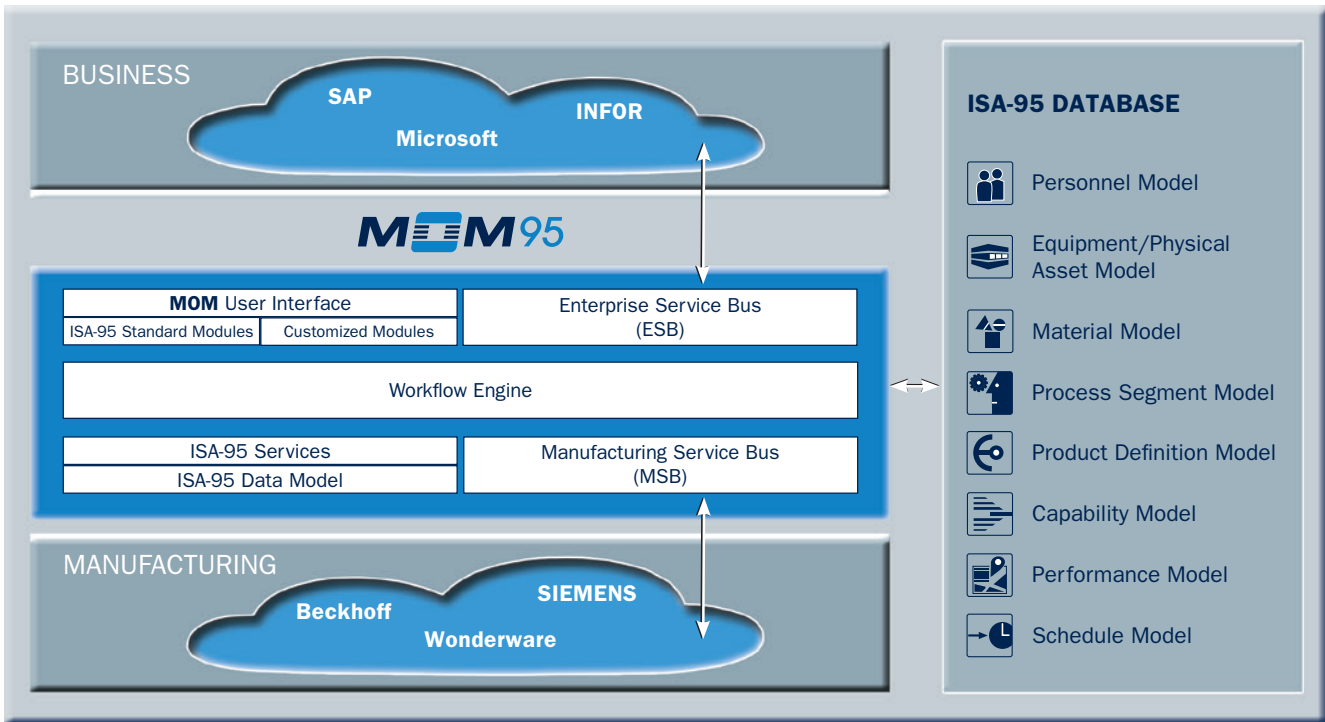 BUSINESS
SAP
INFOR
Microsoft
MOM95
MOM User Interface
ISA-95 Standard Modules
Customized Modules
Enterprise Service Bus
(ESB)
Workflow Engine
ISA-95 Services
ISA-95 Data Model
Manufacturing Service Bus
(MSB)
MANUFACTURING
SIEMENS
Beckhoff
Wonderware
ISA-95 DATABASE
Personnel Model
Equipment/Physical
Asset Model
Material Model
Process Segment Model
Product Definition Model
Capability Model
Performance Model
Schedule Model